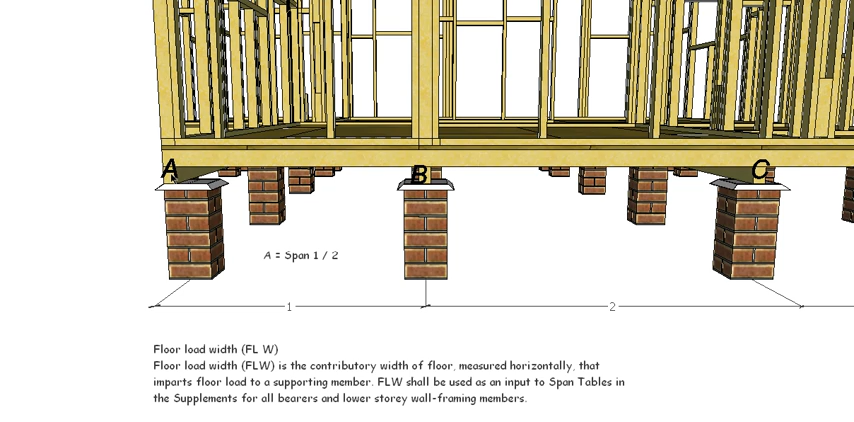 A
B
C
A = Span 1 / 2
1
2
Floor load width (FL W)
Floor load width (FLW) is the contributory width of floor, measured horizontally, that
imparts floor load to a supporting member. FLW shall be used as an input to Span Tables in
the Supplements for all bearers and lower storey wall-framing members.